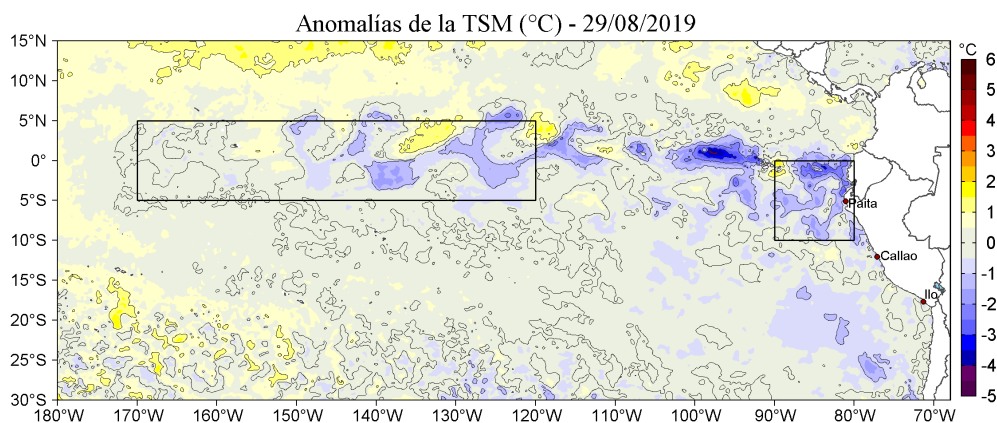 Anomalías de la TSM (°C) - 29/08/2019
15°N
10°N
5°N
0°
5°S
10°S
15°S
20°S
25°S
30°S
180°W
170°W
160°W
150°W
140°W
130°W
120°W
110°W
100°W
90°W
80°W
70°W
Paita
Callao
Ilo
°C
6
5
4
3
2
1
0
-1
-2
-3
-4
-5